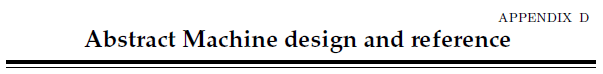 APPENDIX D
Abstract Machine design and reference